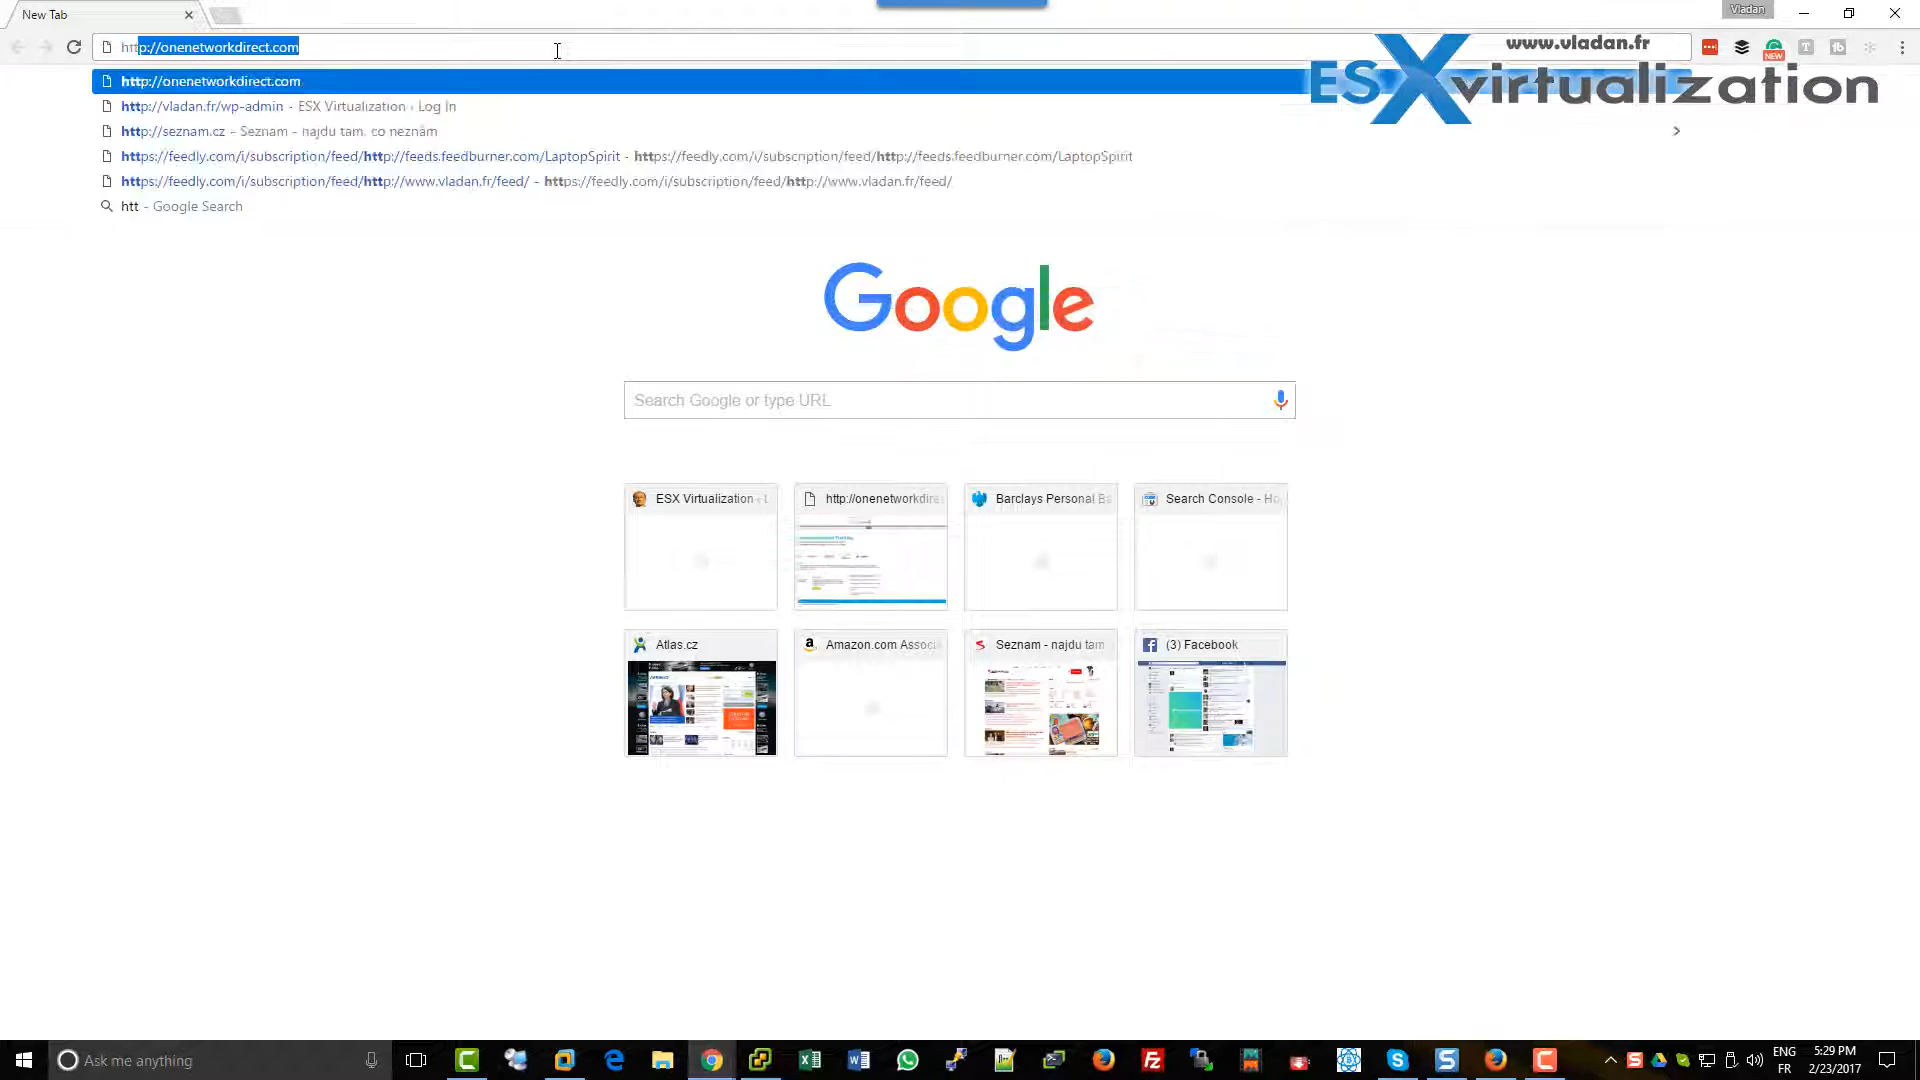 New Tab
Vladan
http://onenetworkdirect.com
www.vladan.fr
ESXvirtualization
http://onenetworkdirect.com
http://vladan.fr/wp-admin - ESX Virtualization › Log In
http://seznam.cz - Seznam - najdu tam, co neznám
https://feedly.com/i/subscription/feed/http://feeds.feedburner.com/LaptopSpirit - https://feedly.com/i/subscription/feed/http://feeds.feedburner.com/LaptopSpirit
https://feedly.com/i/subscription/feed/http://www.vladan.fr/feed/ - https://feedly.com/i/subscription/feed/http://www.vladan.fr/feed/
htt - Google Search
Google
Search Google or type URL
ESX Virtualization › L
http://onenetworkdirec
Barclays Personal Ba
Search Console - Ho
Atlas.cz
Amazon.com Associ
Seznam - najdu tam
(3) Facebook
Ask me anything
ENG
FR
5:29 PM
2/23/2017
NEW